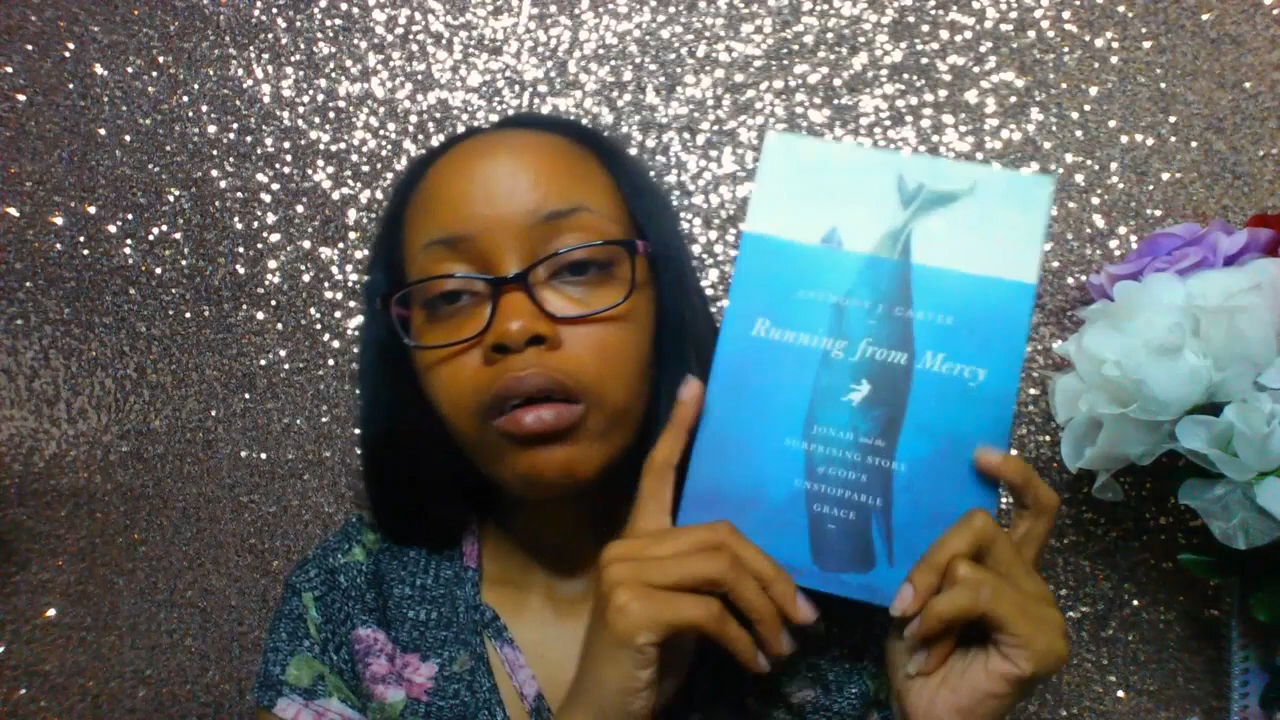 ANTHONY J. CARTER
Running from Mercy
JONAH and the
SURPRISING STORY
of GOD'S
UNSTOPPABLE
GRACE